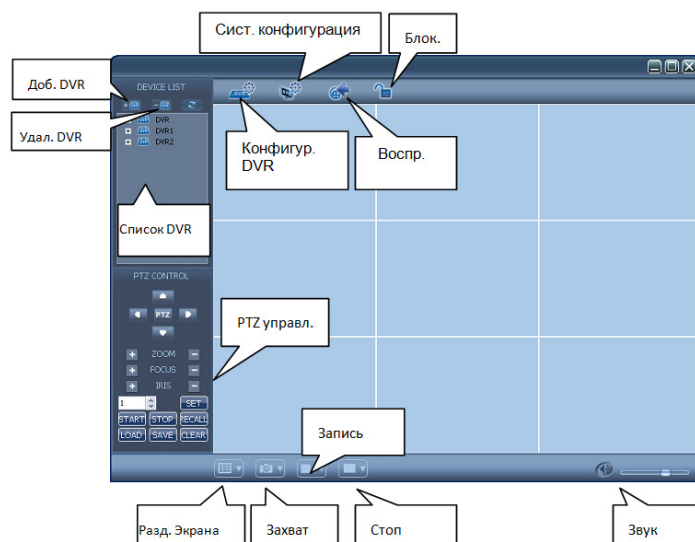 Сист. конфигурация
Блок.
Доб. DVR
DEVICE LIST
Удал. DVR
DVR
DVR1
DVR2
Конфигур.
DVR
Воспр.
Список DVR
PTZ CONTROL
PTZ
PTZ управл.
ZOOM
FOCUS
IRIS
1
SET
START STOP RECALL
LOAD SAVE CLEAR
Запись
Разд. Экрана
Захват
Стоп
Звук